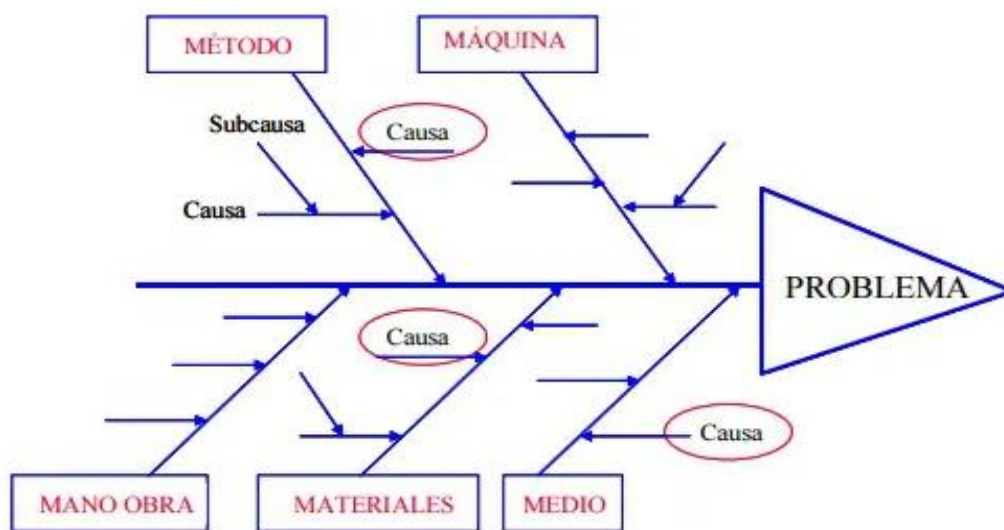 MÉTODO
MÁQUINA
Subcausa
Causa
Causa
PROBLEMA
Causa
Causa
MANO OBRA
MATERIALES
MEDIO